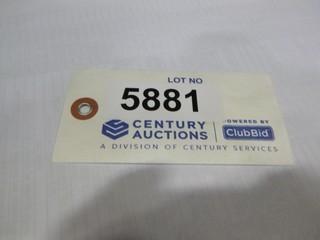 LOT NO
5881
CENTURY AUCTIONS
POWERED BY
ClubBid
A DIVISION OF CENTURY SERVICES